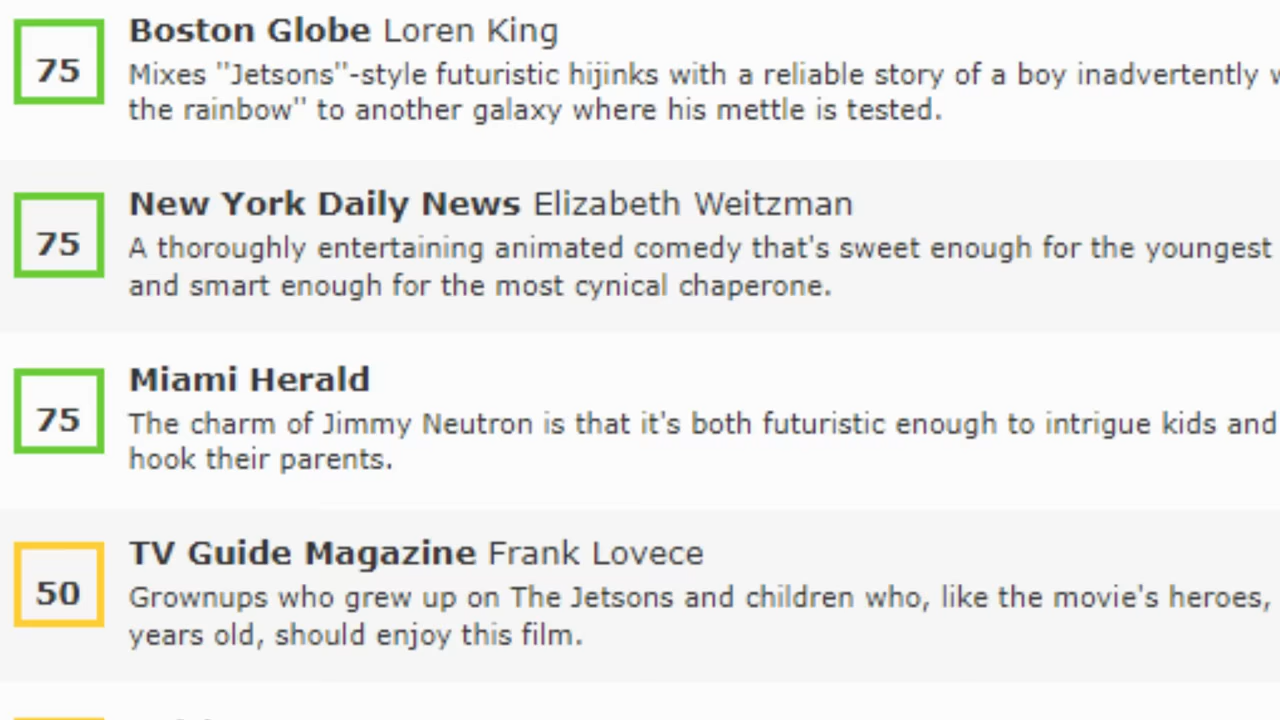 Boston Globe Loren King
75
Mixes "Jetsons"-style futuristic hijinks with a reliable story of a boy inadvertently
the rainbow" to another galaxy where his mettle is tested.
New York Daily News Elizabeth Weitzman
75
A thoroughly entertaining animated comedy that's sweet enough for the youngest
and smart enough for the most cynical chaperone.
Miami Herald
75
The charm of Jimmy Neutron is that it's both futuristic enough to intrigue kids and
hook their parents.
TV Guide Magazine Frank Lovece
50
Grownups who grew up on The Jetsons and children who, like the movie's heroes,
years old, should enjoy this film.